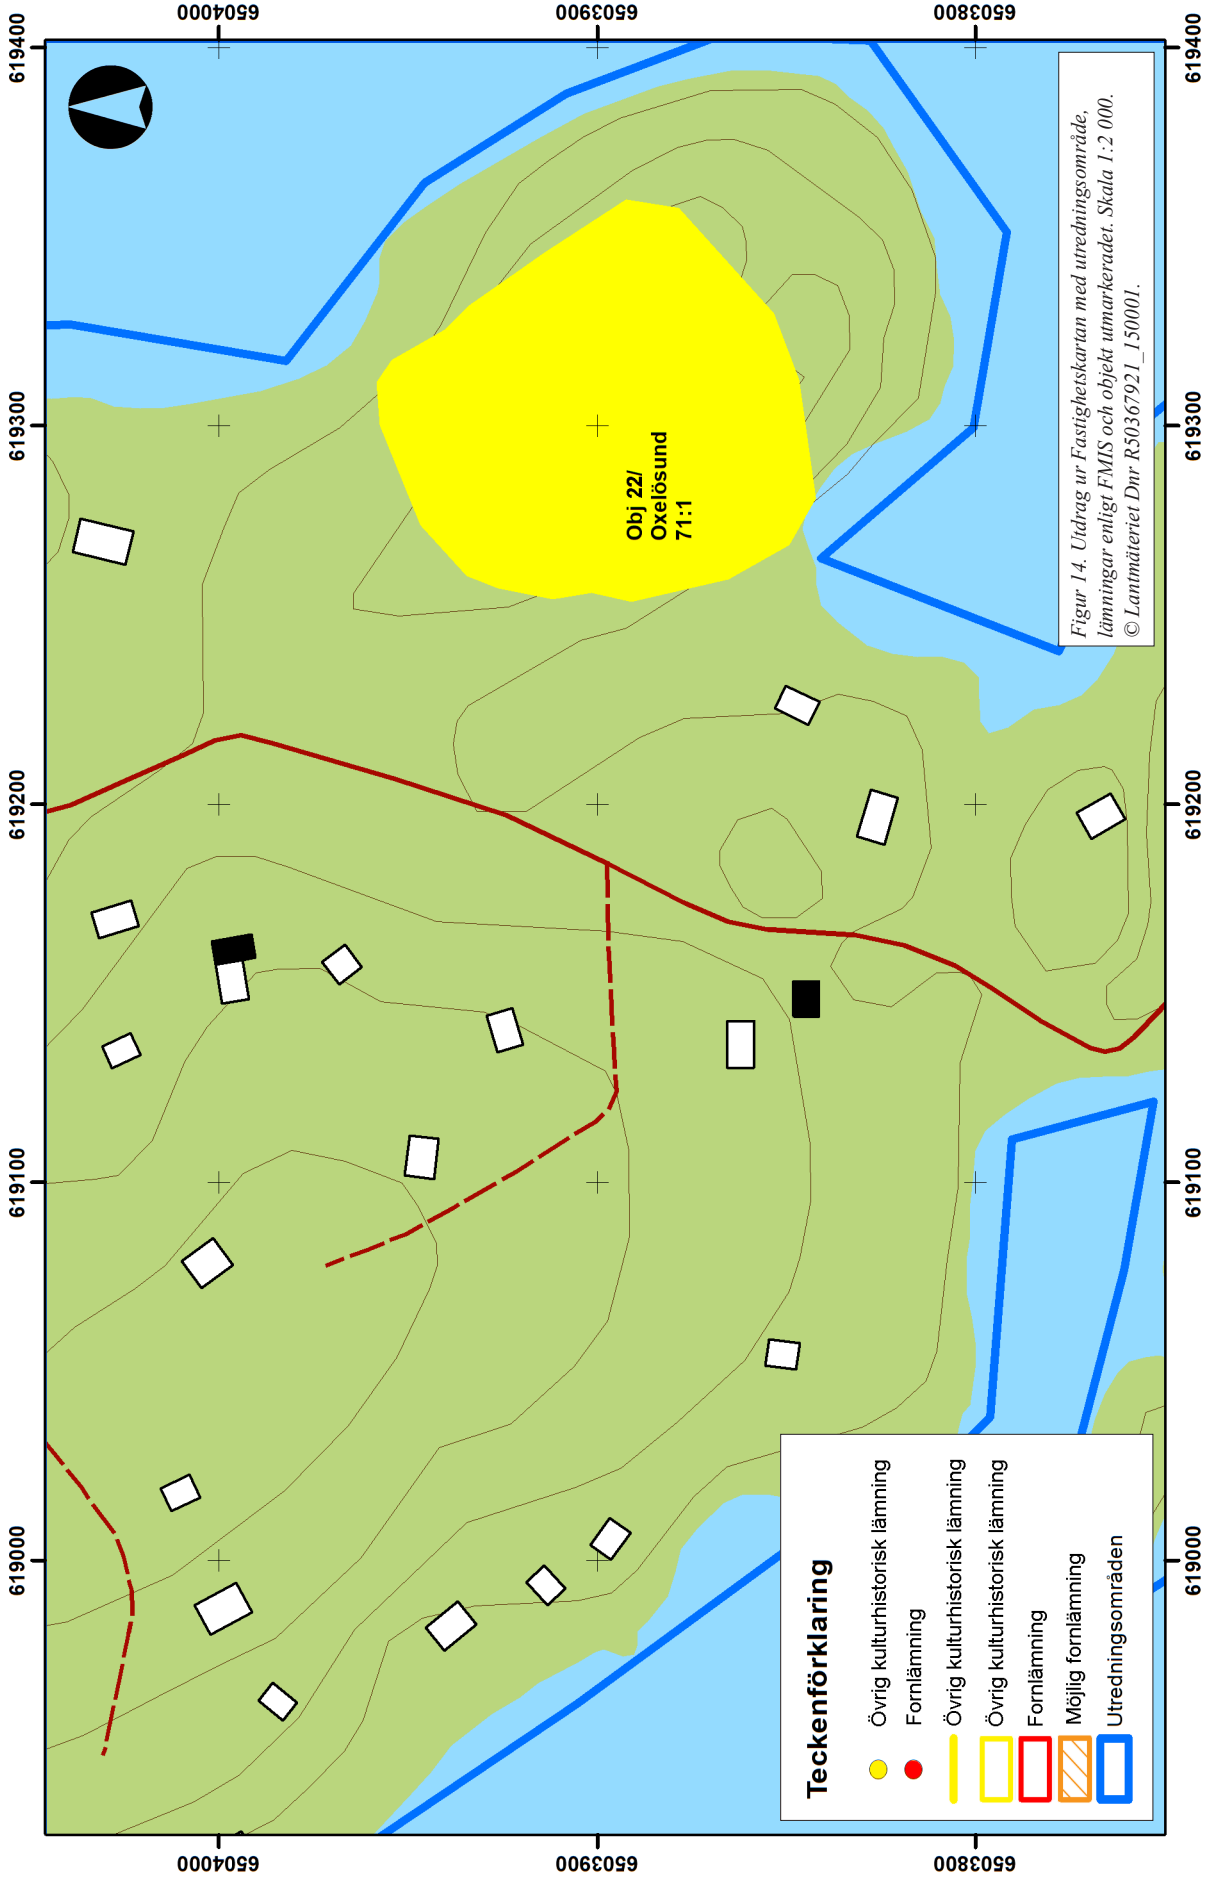 619000
619100
619200
619300
619400
6504000
6504000
6503900
6503900
6503800
6503800
Obj 22/
Oxelösund
71:1
Teckenförklaring
Övrig kulturhistorisk lämning
Fornlämning
Övrig kulturhistorisk lämning
Övrig kulturhistorisk lämning
Fornlämning
Möjlig fornlämning
Utredningsområden
Figur 14. Utdrag ur Fastighetskartan med utredningsområde,
lämningar enligt FMIS och objekt utmarkeradet. Skala 1:2 000.
© Lantmäteriet Dnr R50367921_150001.
619000
619100
619200
619300
619400